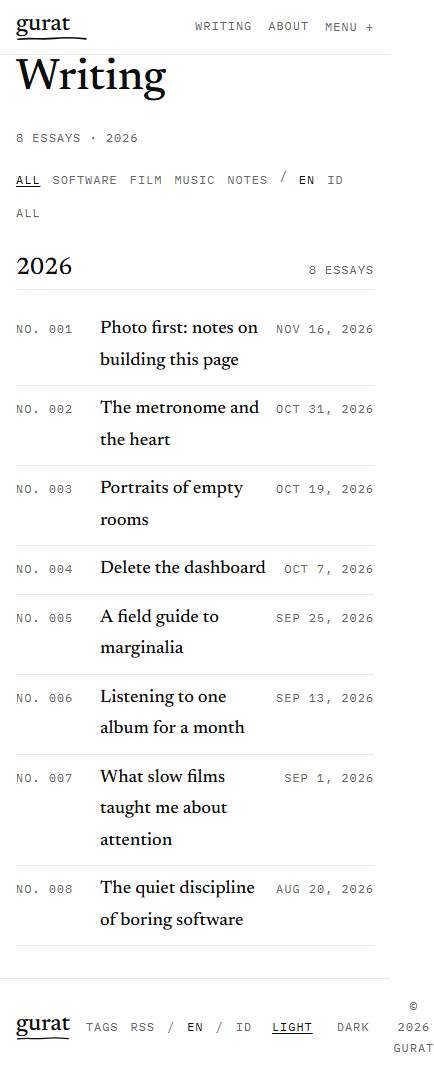 gurat WRITING ABOUT MENU +
Writing
8 ESSAYS · 2026
ALL SOFTWARE FILM MUSIC NOTES / EN ID
ALL
2026 8 ESSAYS
NO. 001 Photo first: notes on NOV 16, 2026
building this page
NO. 002 The metronome and OCT 31, 2026
the heart
NO. 003 Portraits of empty OCT 19, 2026
rooms
NO. 004 Delete the dashboard OCT 7, 2026
NO. 005 A field guide to SEP 25, 2026
marginalia
NO. 006 Listening to one SEP 13, 2026
album for a month
NO. 007 What slow films SEP 1, 2026
taught me about
attention
NO. 008 The quiet discipline AUG 20, 2026
of boring software
gurat TAGS RSS / EN / ID LIGHT DARK ©
2026
GURAT